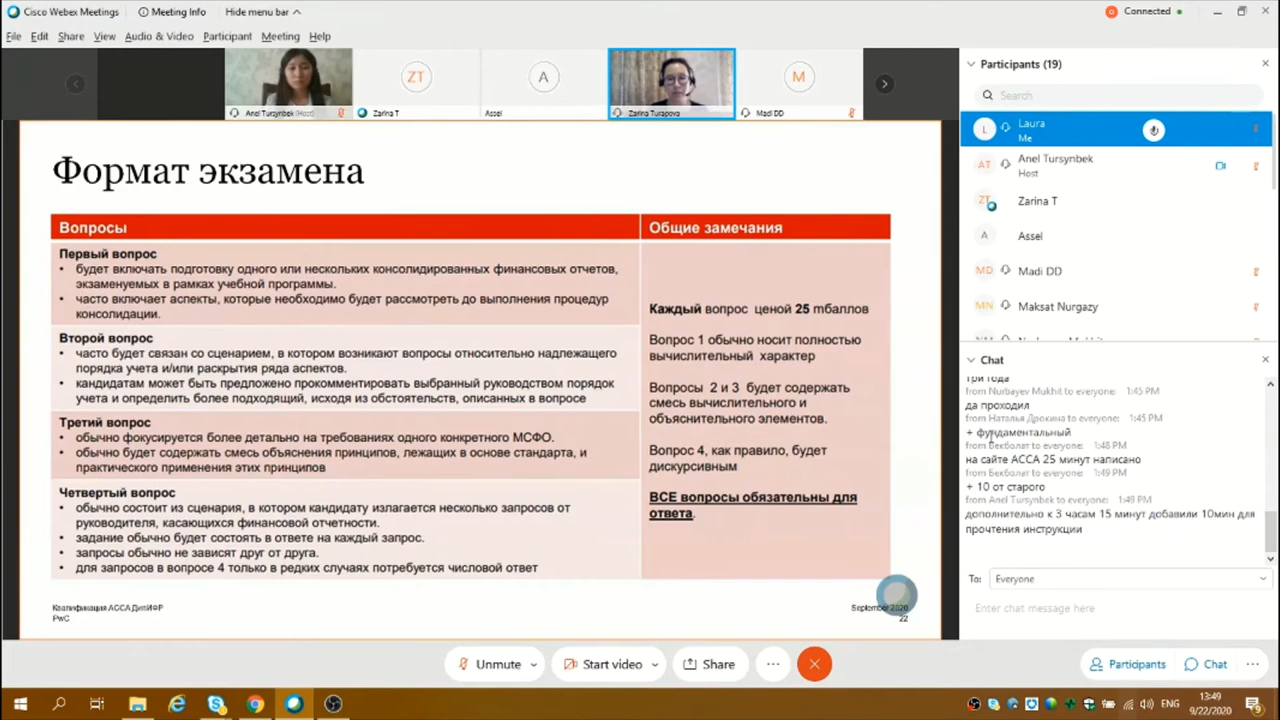 Cisco Webex Meetings
Meeting Info
Hide menu bar
Connected
File Edit Share View Audio & Video Participant Meeting Help
ZT
A
M
Anel Tursynbek (Host)
Zarina T
Assel
Zarina Turapova
Madi DD
Формат экзамена
Вопросы
Общие замечания
Первый вопрос
• будет включать подготовку одного или нескольких консолидированных финансовых отчетов,
экзаменуемых в рамках учебной программы.
• часто включает аспекты, которые необходимо будет рассмотреть до выполнения процедур
консолидации.
Второй вопрос
• часто будет связан со сценарием, в котором возникают вопросы относительно надлежащего
порядка учета и/или раскрытия ряда аспектов.
• кандидатам может быть предложено прокомментировать выбранный руководством порядок
учета и определить более подходящий, исходя из обстоятельств, описанных в вопросе
Третий вопрос
• обычно фокусируется более детально на требованиях одного конкретного МСФО.
• обычно будет содержать смесь объяснения принципов, лежащих в основе стандарта, и
практического применения этих принципов
Четвертый вопрос
• обычно состоит из сценария, в котором кандидату излагается несколько запросов от
руководителя, касающихся финансовой отчетности.
• задание обычно будет состоять в ответе на каждый запрос.
• запросы обычно не зависят друг от друга.
• для запросов в вопросе 4 только в редких случаях потребуется числовой ответ
Каждый вопрос ценой 25 mбаллов
Вопрос 1 обычно носит полностью
вычислительный характер
Вопросы 2 и 3 будет содержать
смесь вычислительного и
объяснительного элементов.
Вопрос 4, как правило, будет
дискурсивным
ВСЕ вопросы обязательны для
ответа.
Квалификация АССА ДипИФР
PwC
September 2020
22
Participants (19)
Search
L
Laura
Me
AT
Anel Tursynbek
Host
ZT
Zarina T
A
Assel
MD
Madi DD
MN
Maksat Nurgazy
Chat
три года
from Nurbayev Mukhit to everyone: 1:45 PM
да проходил
from Наталья Дрокина to everyone: 1:45 PM
+ фундаментальный
from Бекболат to everyone: 1:48 PM
на сайте АССА 25 минут написано
from Бекболат to everyone: 1:49 PM
+ 10 от старого
from Anel Tursynbek to everyone: 1:49 PM
дополнительно к 3 часам 15 минут добавили 10мин для
прочтения инструкции
To: Everyone
Enter chat message here
Unmute
Start video
Share
Participants
Chat
ENG
13:49
9/22/2020
9